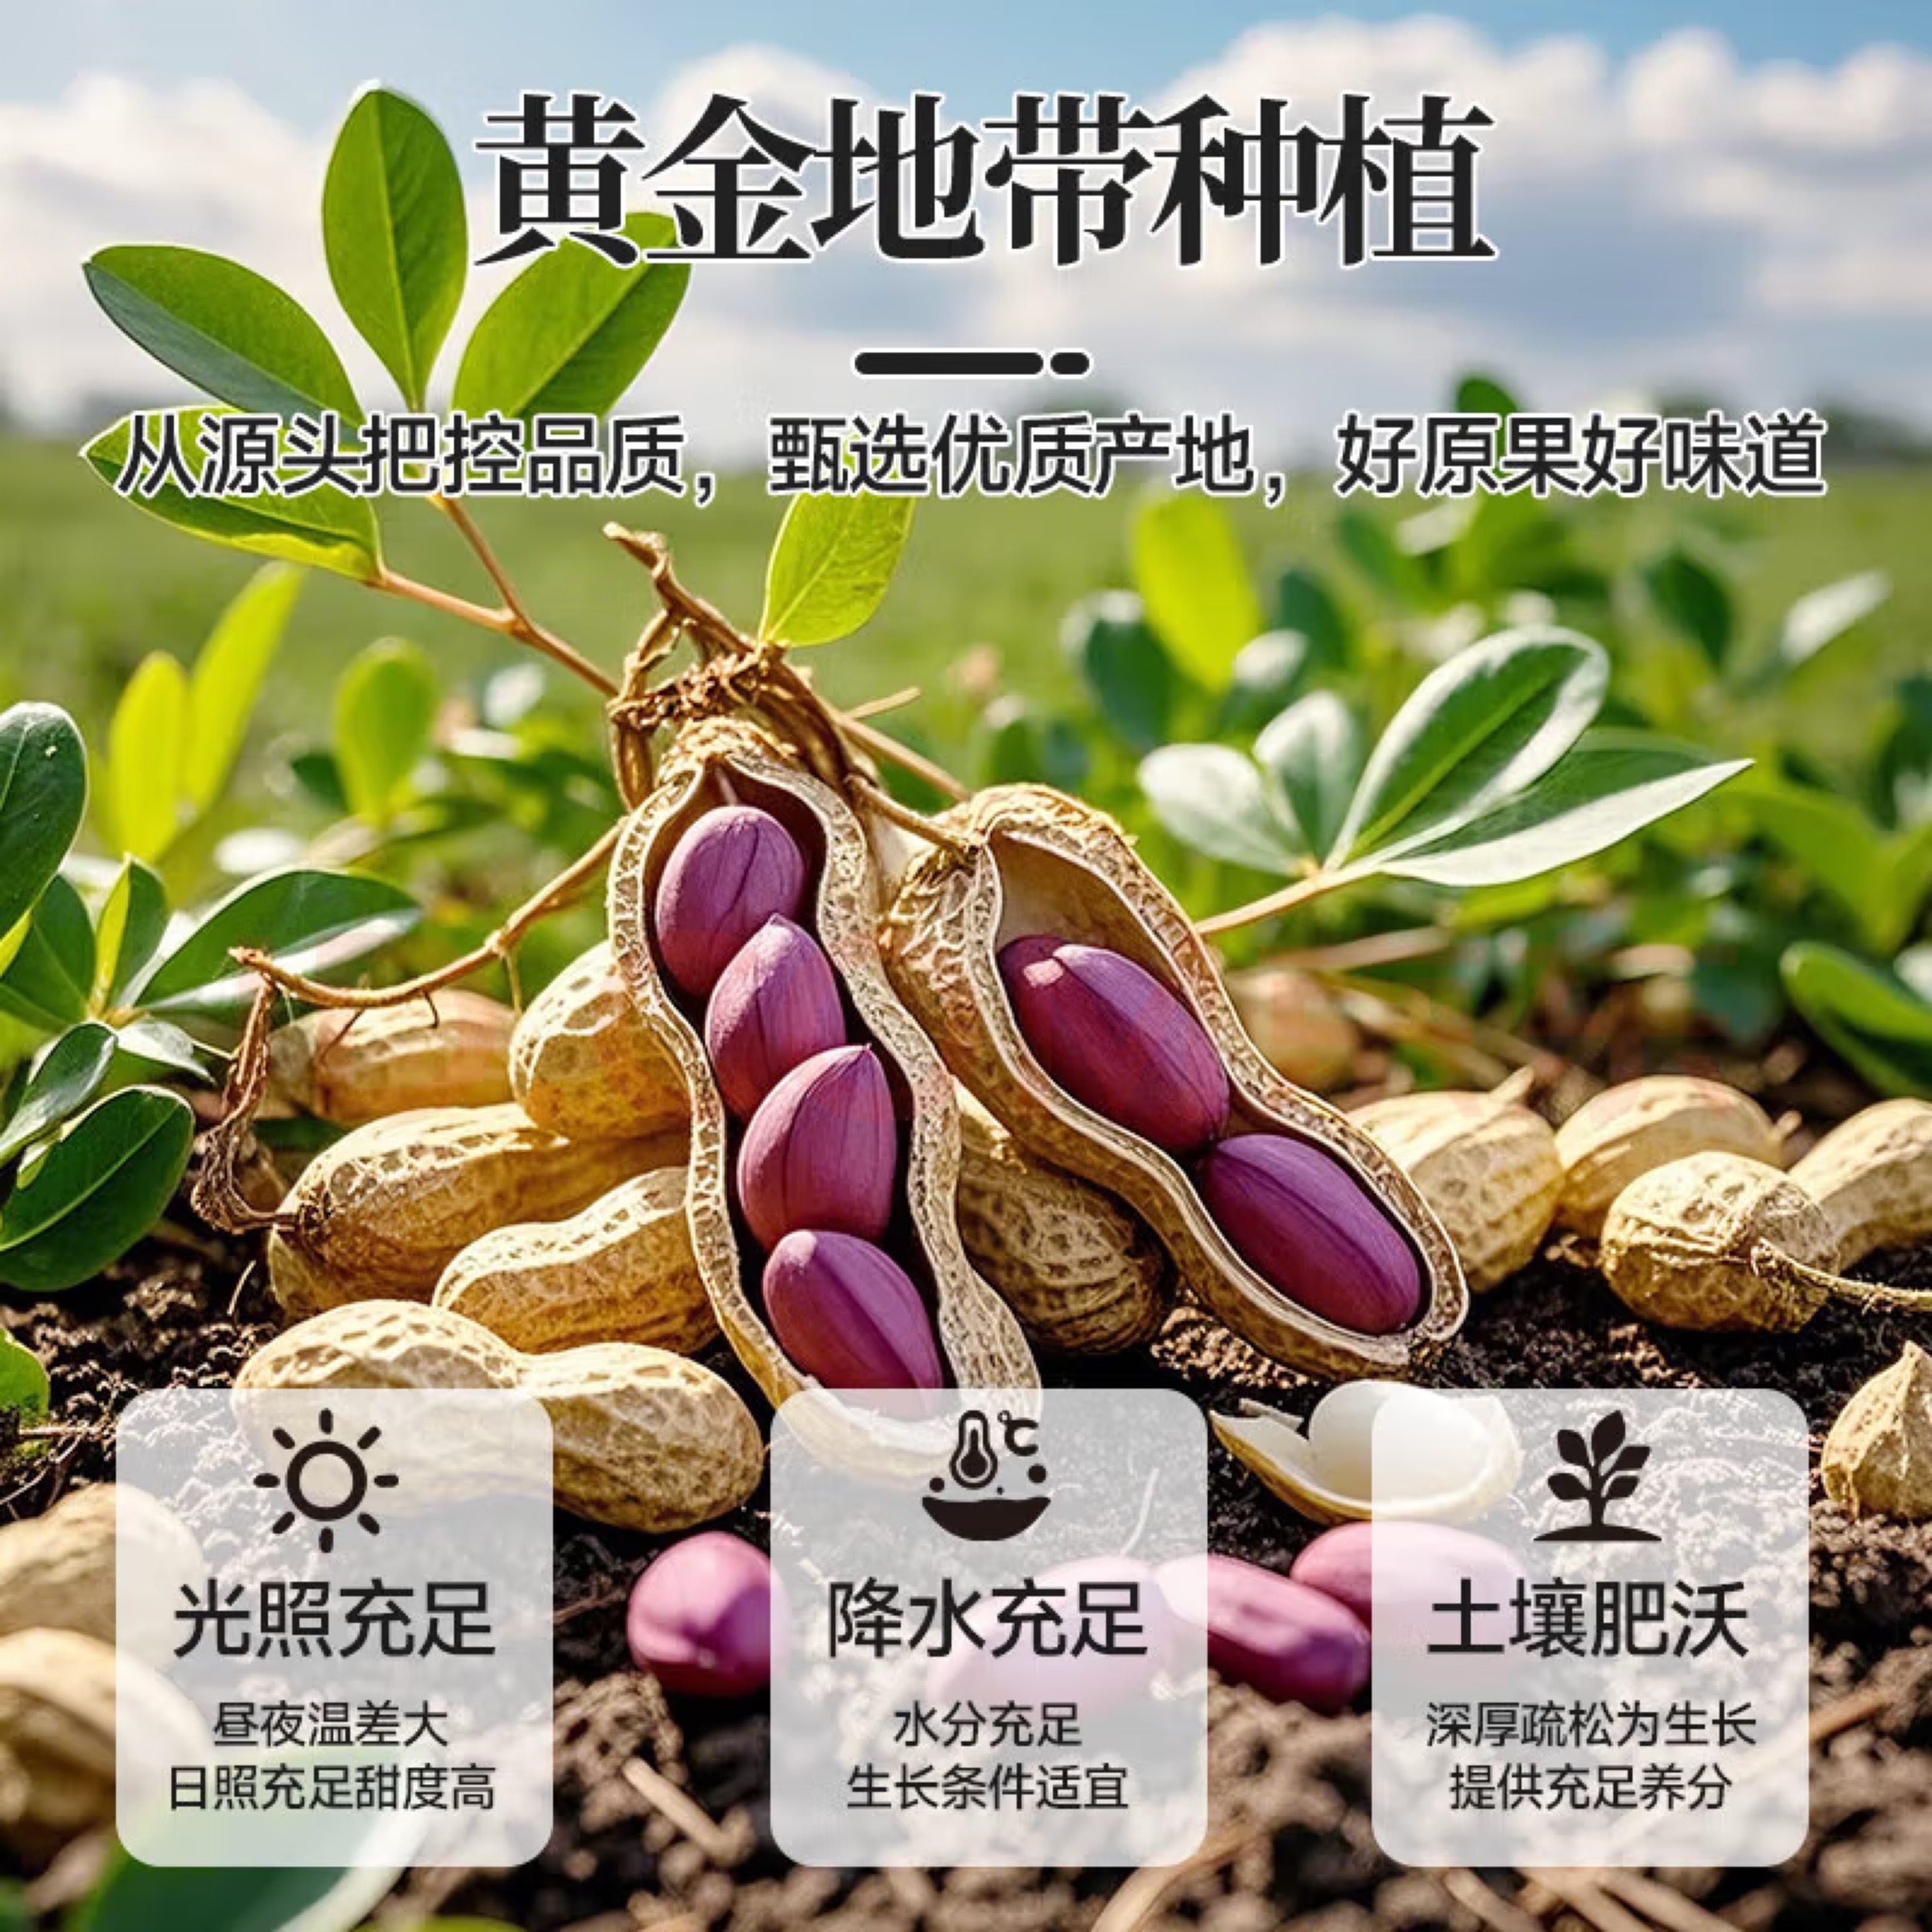 黄金地带种植
从源头把控品质，甄选优质产地，好原果好味道
℃
光照充足
昼夜温差大
日照充足甜度高
降水充足
水分充足
生长条件适宜
土壤肥沃
深厚疏松为生长
提供充足养分